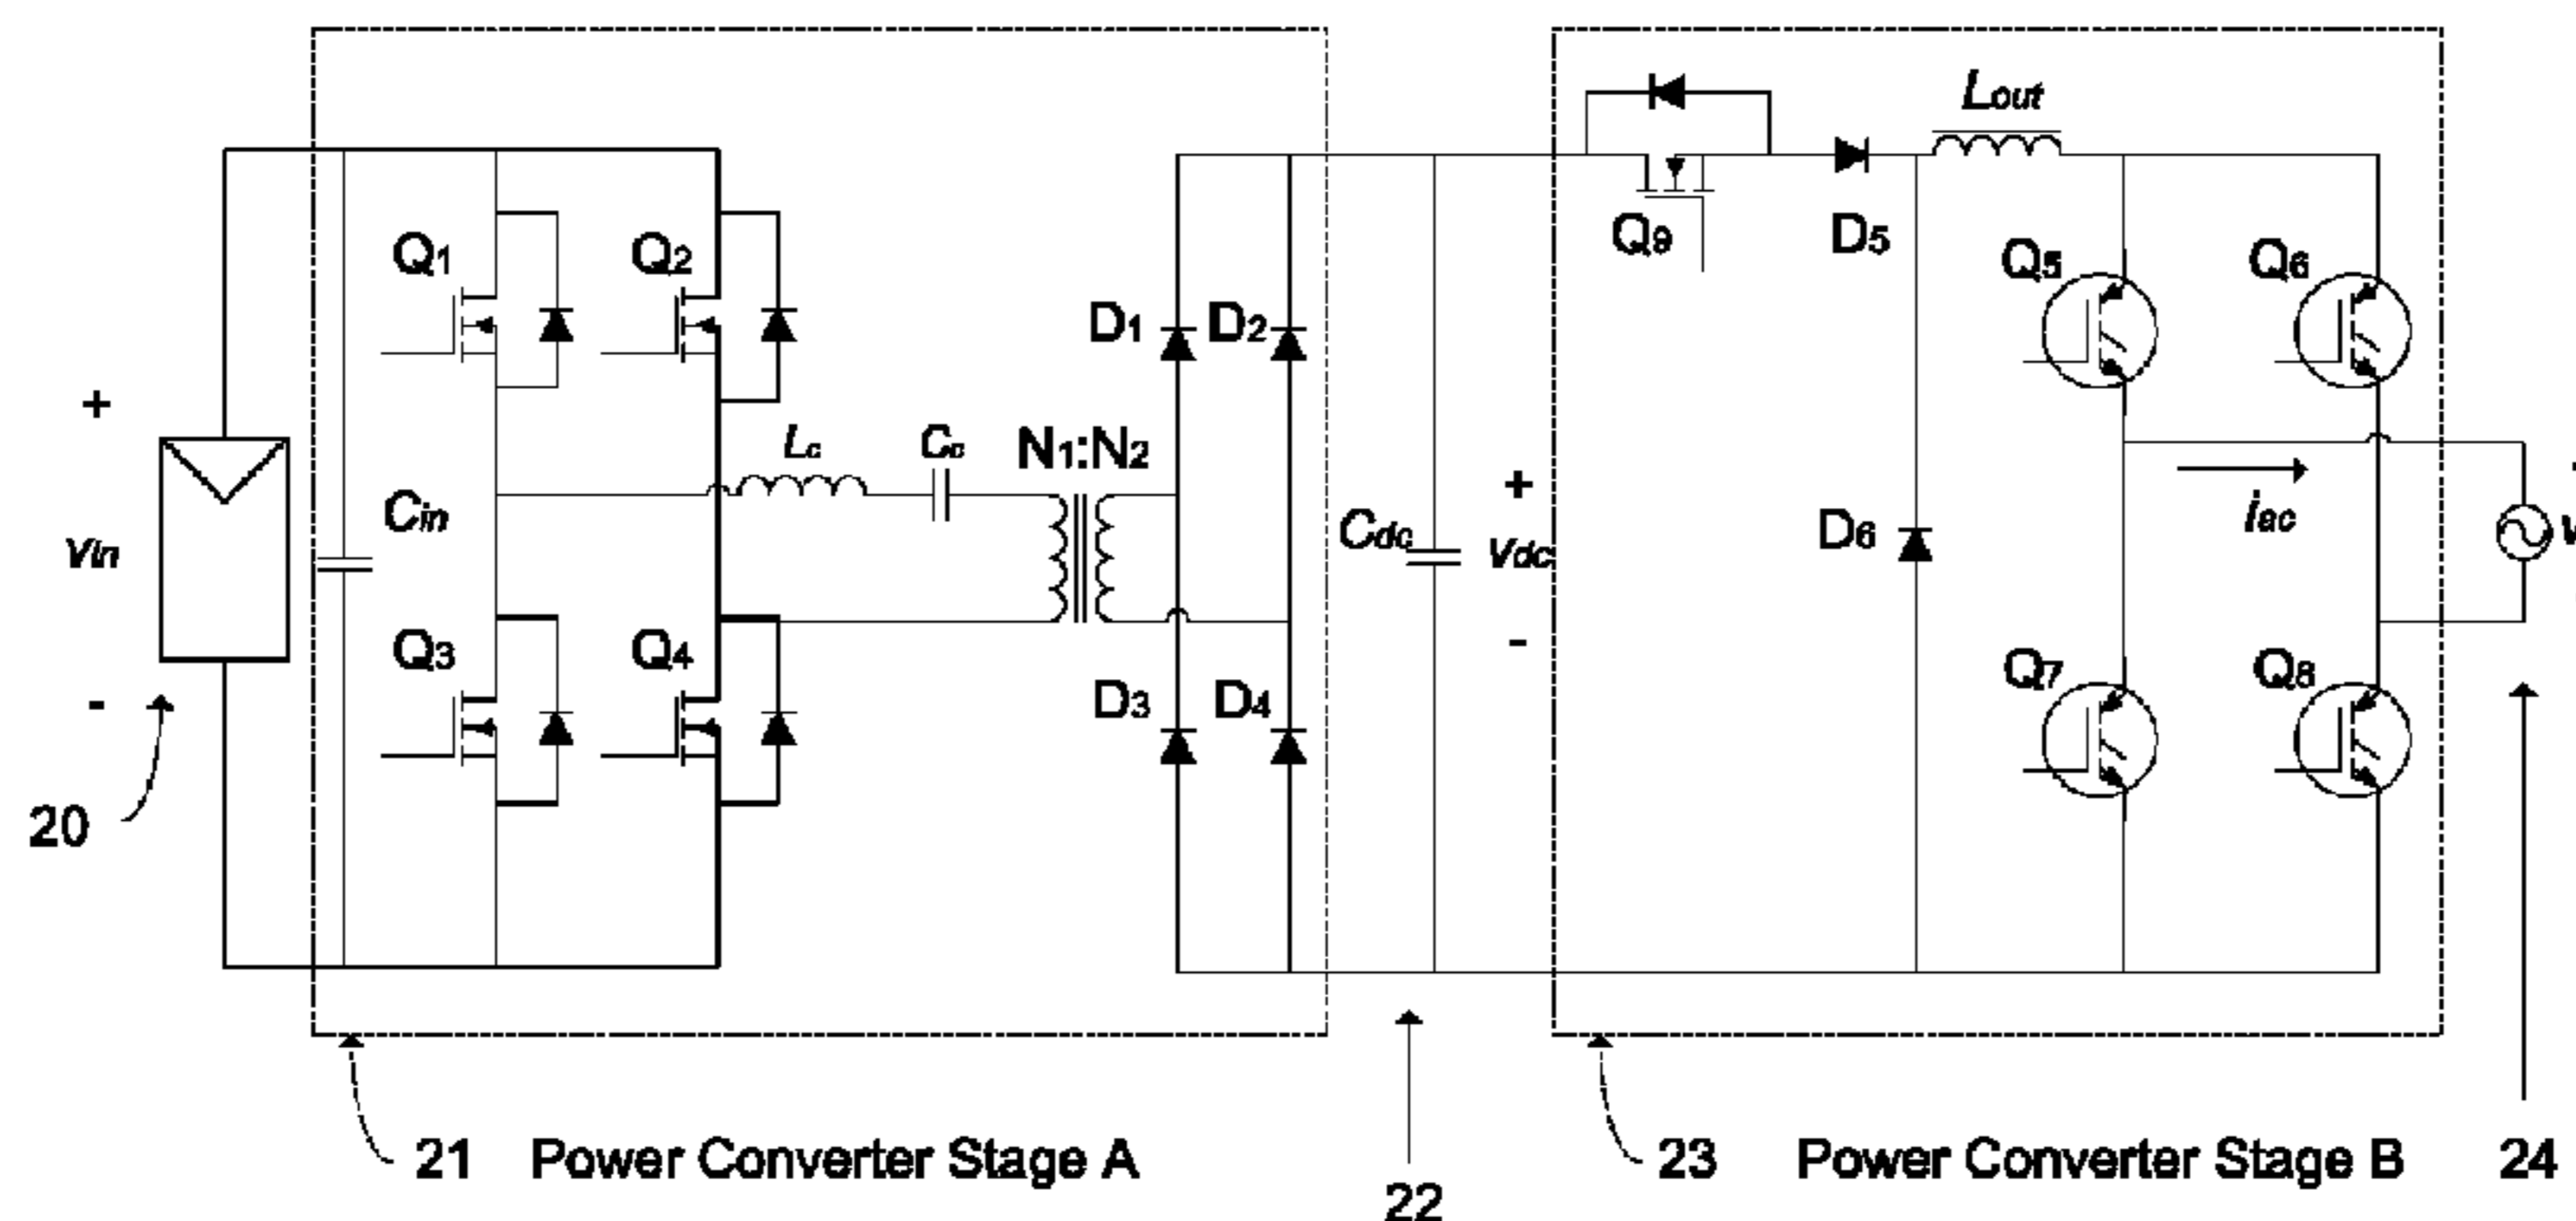 Lout
Q1
Q2
Q9
D5
Q5
Q6
D1
D2
+
Lc
Cc
N1:N2
+
Cin
Cdc
Vdc
D6
iac
Vin
-
Q3
Q4
D3
D4
Q7
Q8
-
20
21 Power Converter Stage A
22
23 Power Converter Stage B
24